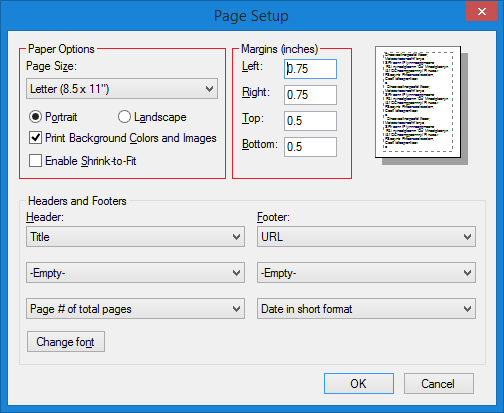 Page Setup
Paper Options
Page Size:
Letter (8.5 x 11")
Portrait Landscape
Print Background Colors and Images
Enable Shrink-to-Fit
Margins (inches)
Left: 0.75
Right: 0.75
Top: 0.5
Bottom: 0.5
Headers and Footers
Header: Footer:
Title URL
-Empty- -Empty-
Page # of total pages Date in short format
Change font
OK Cancel